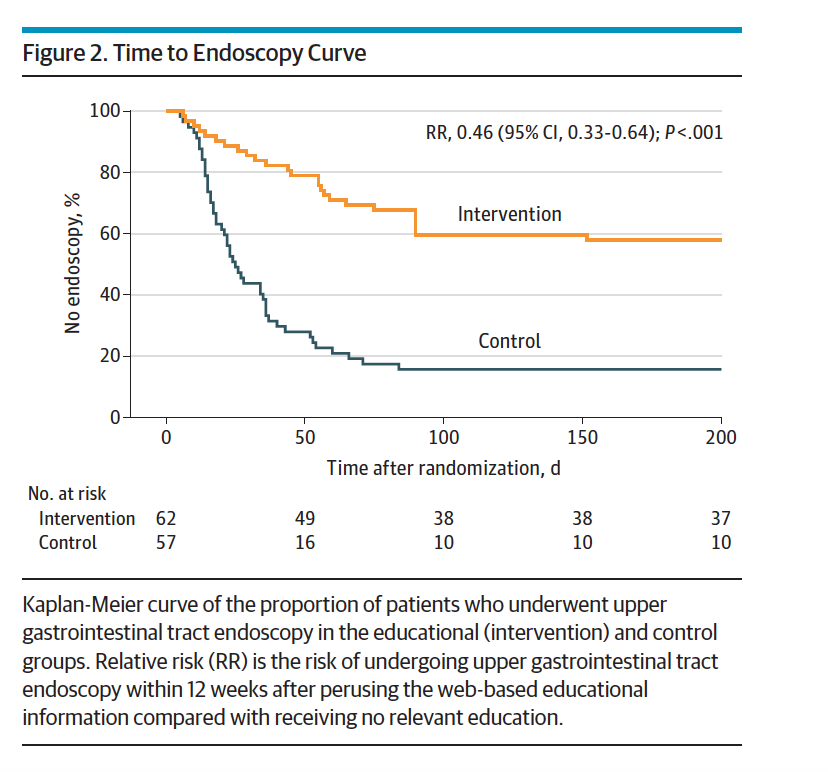 Figure 2. Time to Endoscopy Curve
100
80
60
40
20
0
No endoscopy, %
RR, 0.46 (95% CI, 0.33-0.64); P<.001
Intervention
Control
0 50 100 150 200
Time after randomization, d
No. at risk
Intervention 62 49 38 38 37
Control 57 16 10 10 10
Kaplan-Meier curve of the proportion of patients who underwent upper
gastrointestinal tract endoscopy in the educational (intervention) and control
groups. Relative risk (RR) is the risk of undergoing upper gastrointestinal tract
endoscopy within 12 weeks after perusing the web-based educational
information compared with receiving no relevant education.